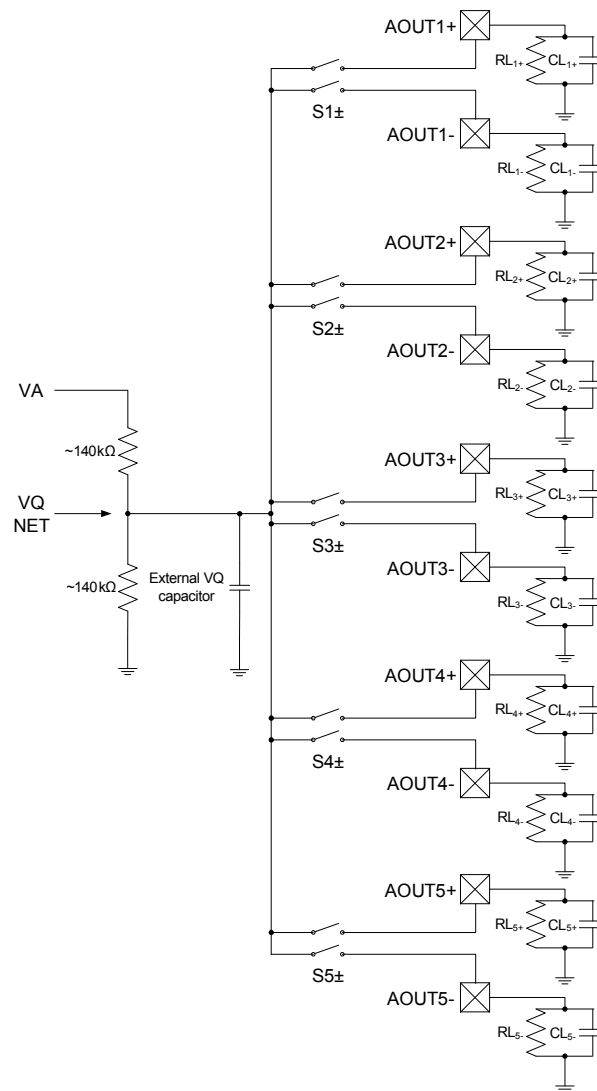 AOUT1+
RL1+ CL1+
S1±
AOUT1-
RL1- CL1-
AOUT2+
RL2+ CL2+
S2±
AOUT2-
RL2- CL2-
VA
~140kΩ
AOUT3+
RL3+ CL3+
VQ
NET
S3±
AOUT3-
~140kΩ
External VQ
capacitor
RL3- CL3-
AOUT4+
RL4+ CL4+
S4±
AOUT4-
RL4- CL4-
AOUT5+
RL5+ CL5+
S5±
AOUT5-
RL5- CL5-